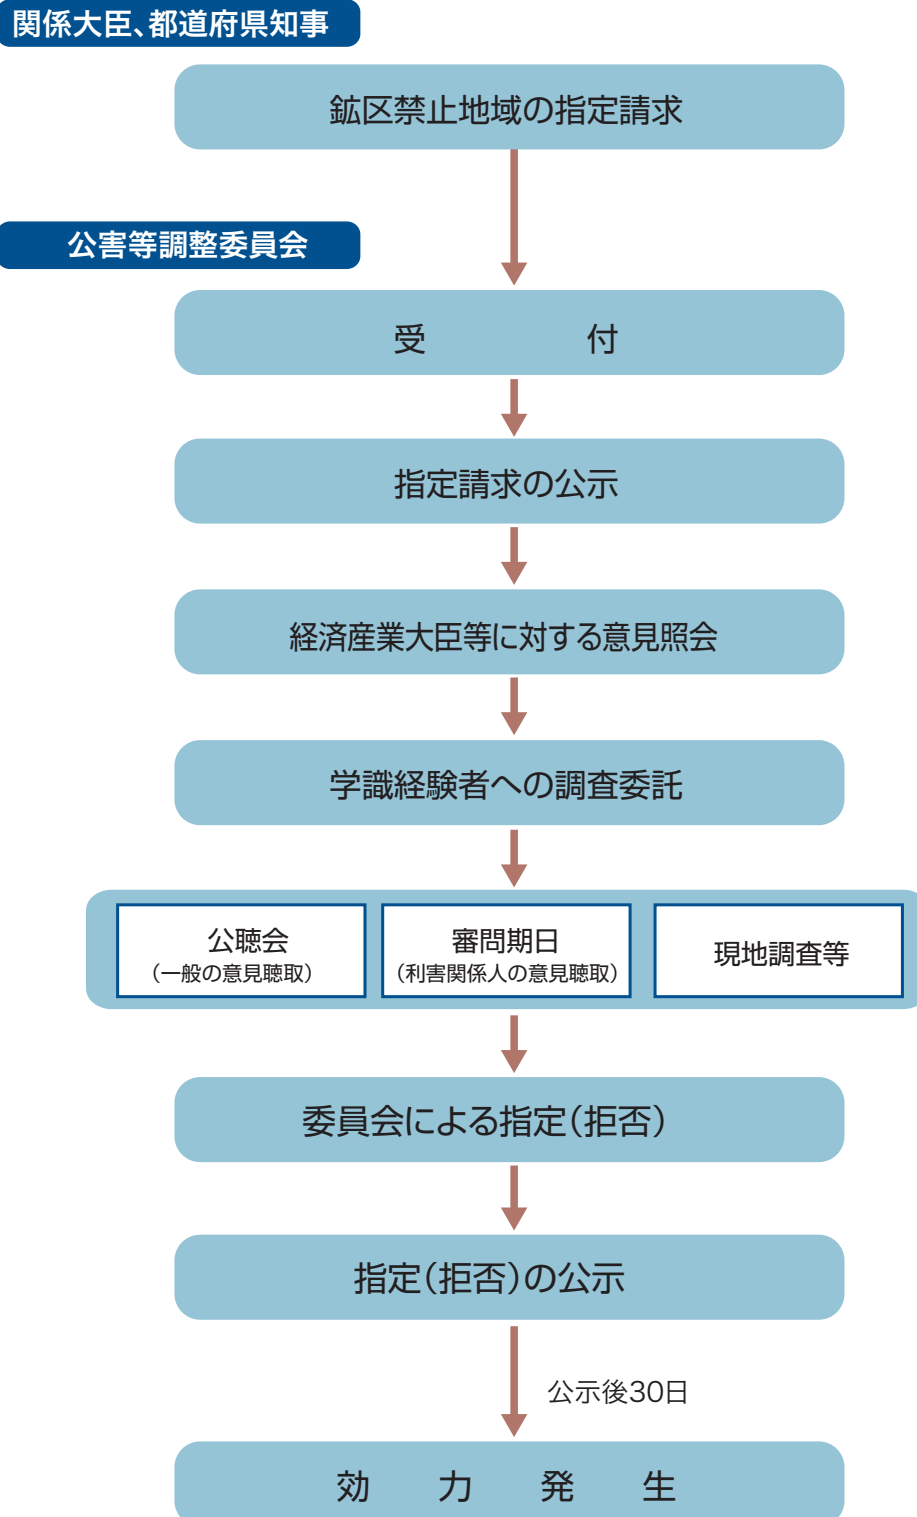 関係大臣、都道府県知事
鉱区禁止地域の指定請求
公害等調整委員会
受　付
指定請求の公示
経済産業大臣等に対する意見照会
学識経験者への調査委託
公聴会
（一般の意見聴取）
審問期日
（利害関係人の意見聴取）
現地調査等
委員会による指定（拒否）
指定（拒否）の公示
公示後30日
効　力　発　生